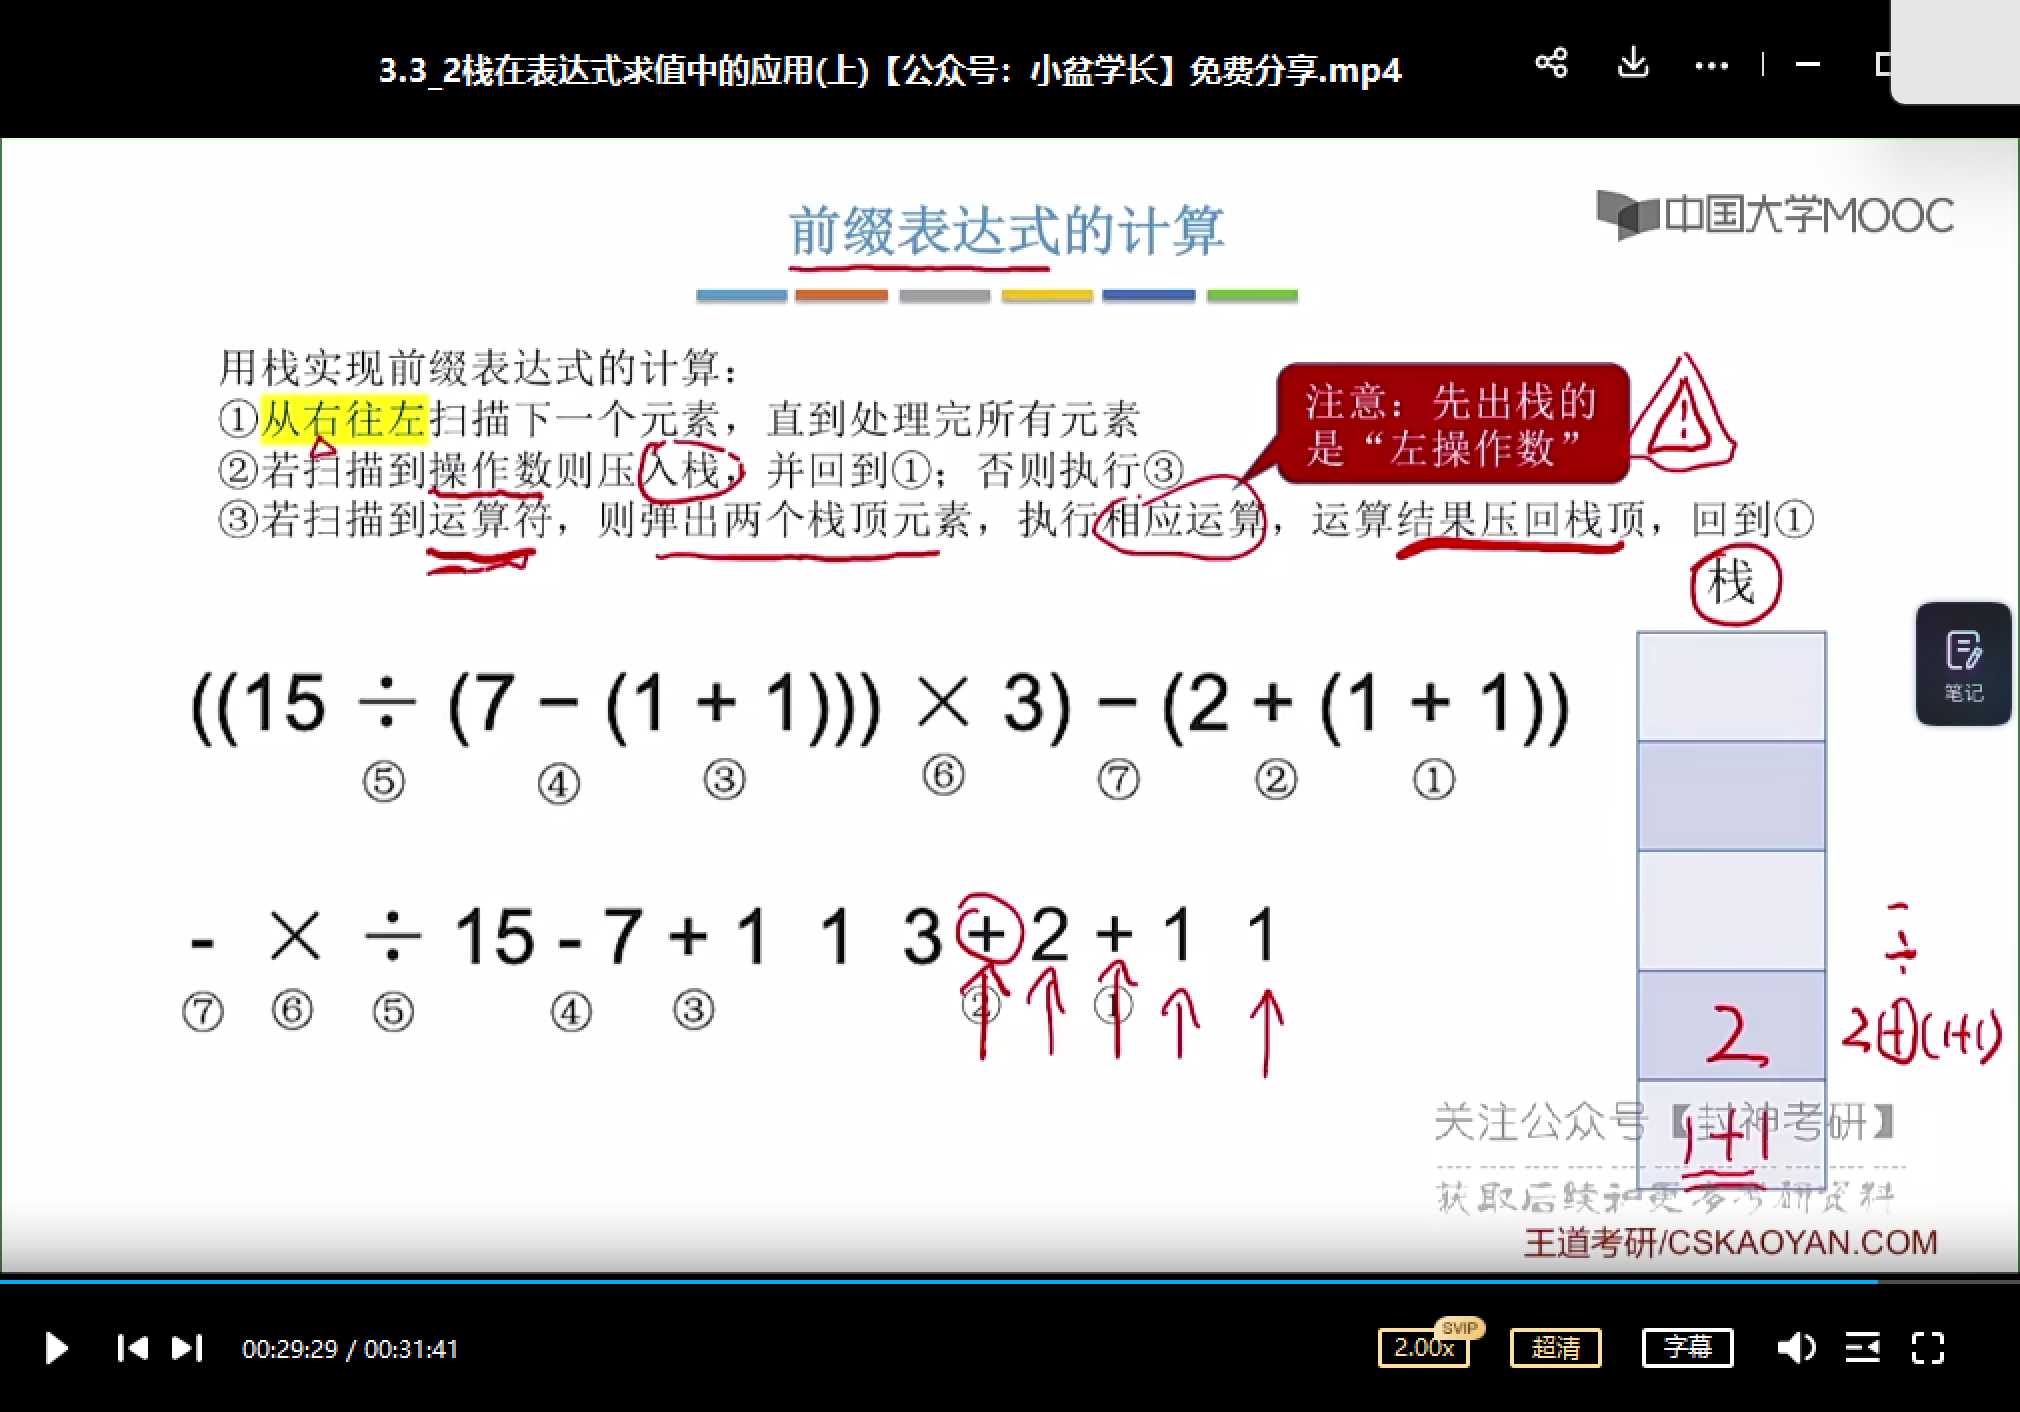 3.3_2栈在表达式求值中的应用(上)【公众号：小盆学长】免费分享.mp4
中国大学MOOC
前缀表达式的计算
用栈实现前缀表达式的计算：
①从右往左扫描下一个元素，直到处理完所有元素
②若扫描到操作数则压入栈，并回到①；否则执行③
③若扫描到运算符，则弹出两个栈顶元素，执行相应运算，运算结果压回栈顶，回到①
注意：先出栈的
是“左操作数”
栈
笔记
((15 ÷ (7 − (1 + 1))) × 3) − (2 + (1 + 1))
⑤ ④ ③ ⑥ ⑦ ② ①
- × ÷ 15 - 7 + 1 1 3 + 2 + 1 1
⑦ ⑥ ⑤ ④ ③ ② ①
-
÷
2
2+(1+1)
1+1
关注公众号【封神考研】
获取后续和更多考研资料
王道考研/CSKAOYAN.COM
00:29:29 / 00:31:41
2.00x
SVIP
超清
字幕